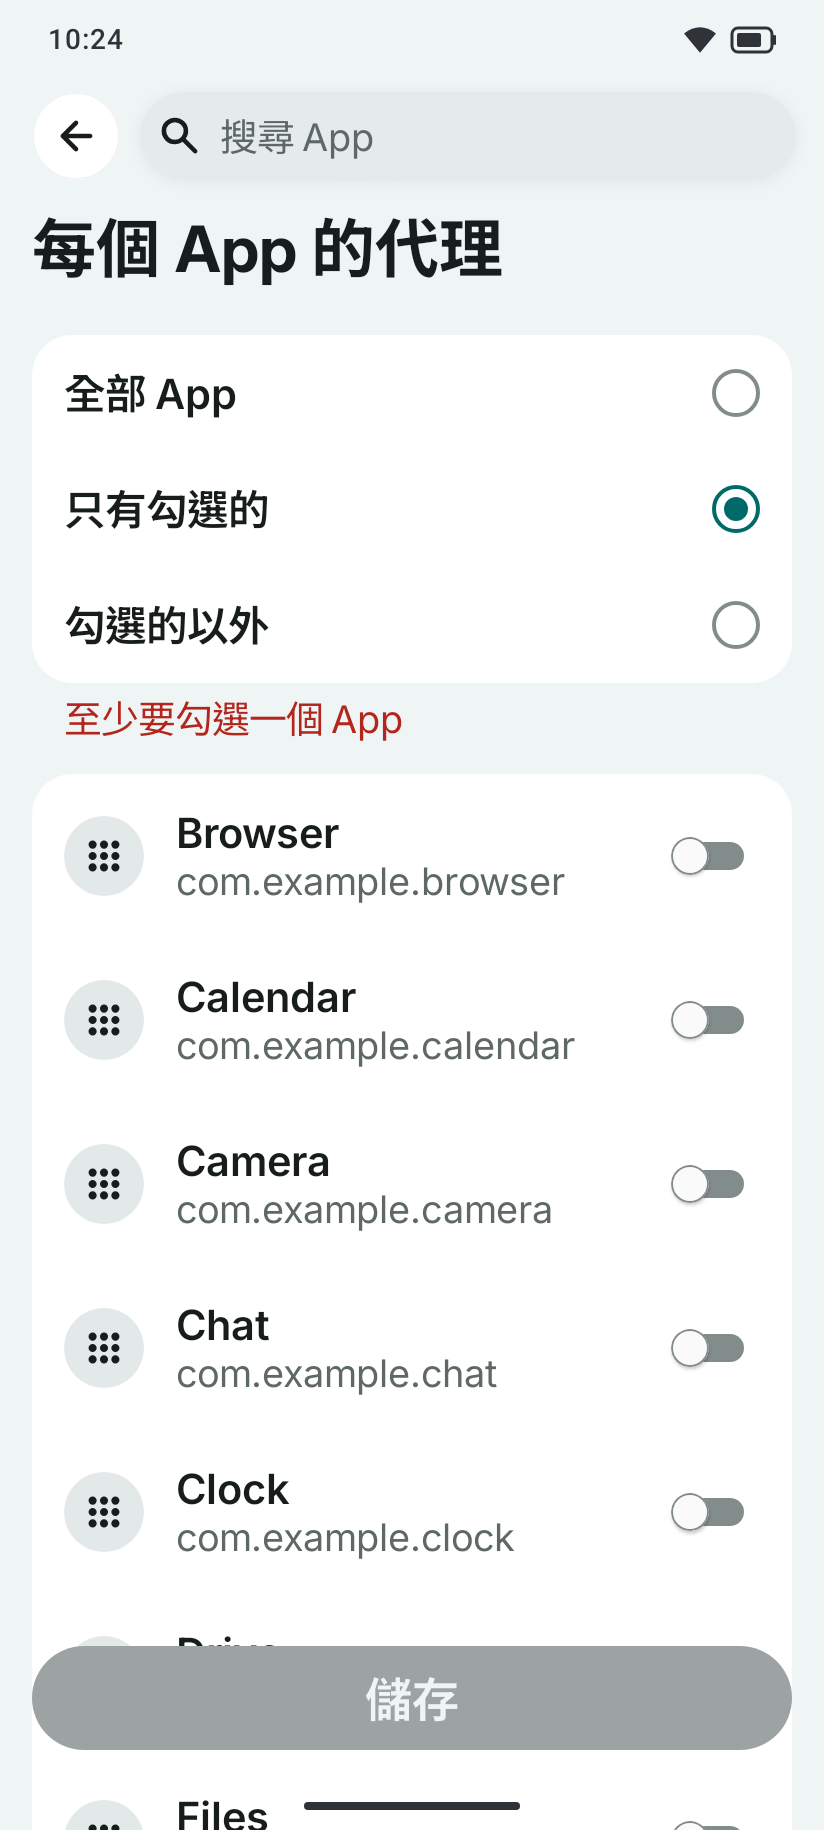 10:24
搜尋 App
每個 App 的代理
全部 App
只有勾選的
勾選的以外
至少要勾選一個 App
Browser
com.example.browser
Calendar
com.example.calendar
Camera
com.example.camera
Chat
com.example.chat
Clock
com.example.clock
儲存
Files